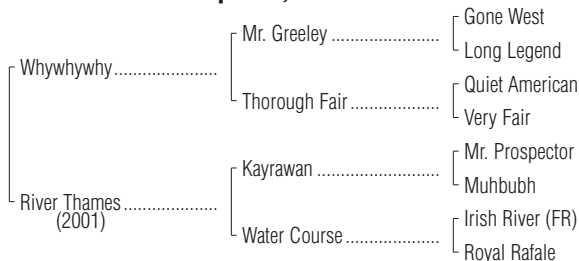 Gone West
Mr. Greeley
Long Legend
Whywhywhy
Quiet American
Thorough Fair
Very Fair
Mr. Prospector
Kayrawan
Muhbubh
River Thames
(2001)
Irish River (FR)
Water Course
Royal Rafale